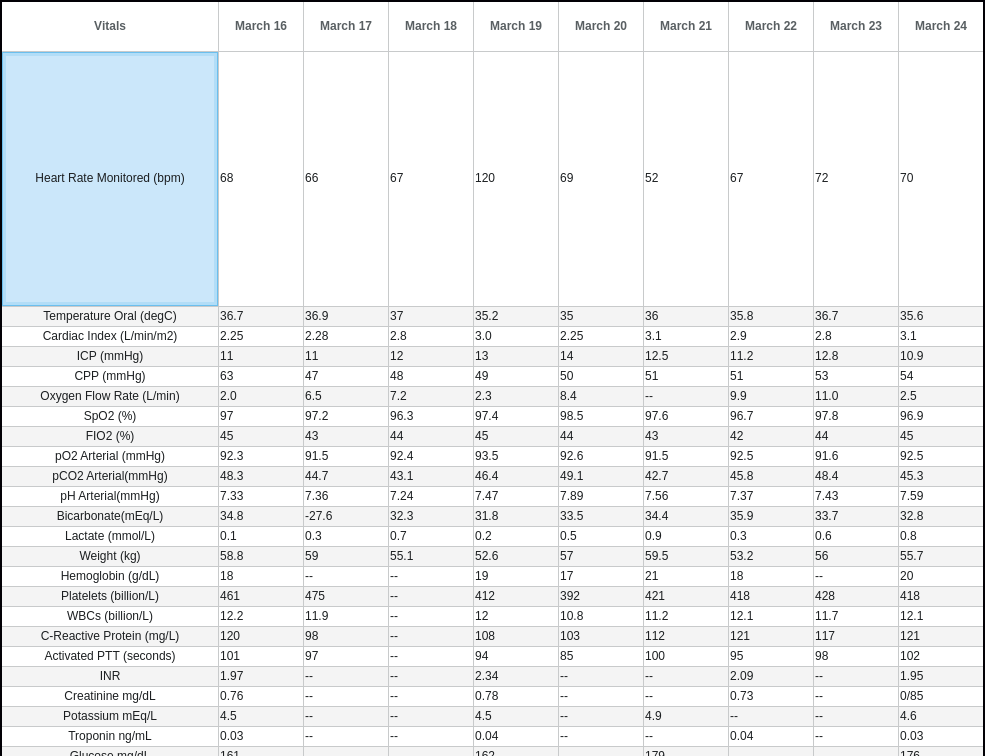 Vitals March 16 March 17 March 18 March 19 March 20 March 21 March 22 March 23 March 24
Heart Rate Monitored (bpm) 68 66 67 120 69 52 67 72 70
Temperature Oral (degC) 36.7 36.9 37 35.2 35 36 35.8 36.7 35.6
Cardiac Index (L/min/m2) 2.25 2.28 2.8 3.0 2.25 3.1 2.9 2.8 3.1
ICP (mmHg) 11 11 12 13 14 12.5 11.2 12.8 10.9
CPP (mmHg) 63 47 48 49 50 51 51 53 54
Oxygen Flow Rate (L/min) 2.0 6.5 7.2 2.3 8.4 -- 9.9 11.0 2.5
SpO2 (%) 97 97.2 96.3 97.4 98.5 97.6 96.7 97.8 96.9
FIO2 (%) 45 43 44 45 44 43 42 44 45
pO2 Arterial (mmHg) 92.3 91.5 92.4 93.5 92.6 91.5 92.5 91.6 92.5
pCO2 Arterial(mmHg) 48.3 44.7 43.1 46.4 49.1 42.7 45.8 48.4 45.3
pH Arterial(mmHg) 7.33 7.36 7.24 7.47 7.89 7.56 7.37 7.43 7.59
Bicarbonate(mEq/L) 34.8 -27.6 32.3 31.8 33.5 34.4 35.9 33.7 32.8
Lactate (mmol/L) 0.1 0.3 0.7 0.2 0.5 0.9 0.3 0.6 0.8
Weight (kg) 58.8 59 55.1 52.6 57 59.5 53.2 56 55.7
Hemoglobin (g/dL) 18 -- -- 19 17 21 18 -- 20
Platelets (billion/L) 461 475 -- 412 392 421 418 428 418
WBCs (billion/L) 12.2 11.9 -- 12 10.8 11.2 12.1 11.7 12.1
C-Reactive Protein (mg/L) 120 98 -- 108 103 112 121 117 121
Activated PTT (seconds) 101 97 -- 94 85 100 95 98 102
INR 1.97 -- -- 2.34 -- -- 2.09 -- 1.95
Creatinine mg/dL 0.76 -- -- 0.78 -- -- 0.73 -- 0/85
Potassium mEq/L 4.5 -- -- 4.5 -- 4.9 -- -- 4.6
Troponin ng/mL 0.03 -- -- 0.04 -- -- 0.04 -- 0.03
Glucose mg/dL 161 162 179 176